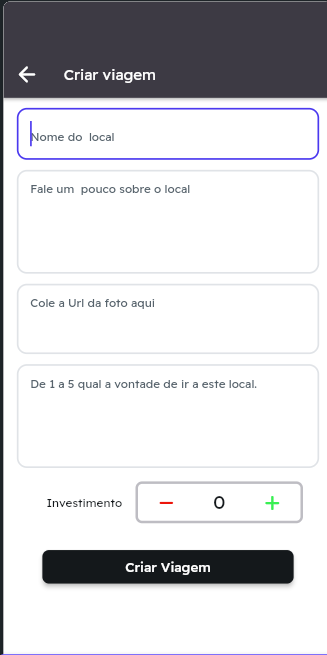 Criar viagem
Nome do  local
Fale um  pouco sobre o local
Cole a Url da foto aqui
De 1 a 5 qual a vontade de ir a este local.
Investimento − 0 +
Criar Viagem